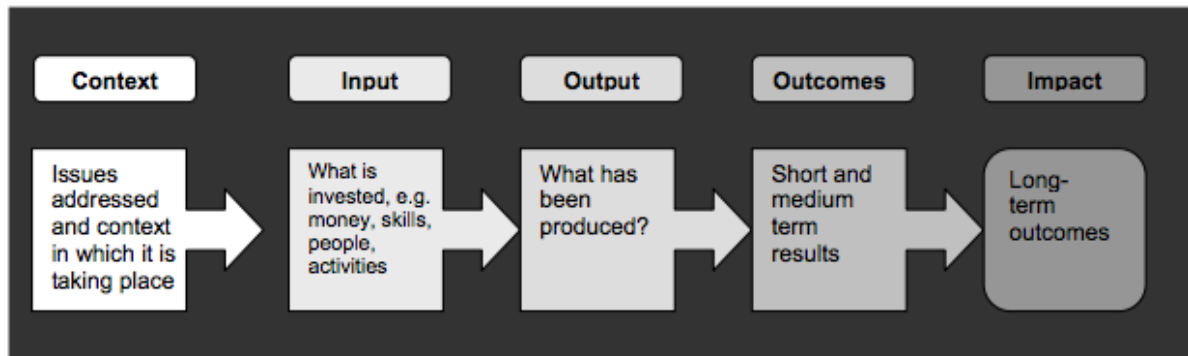 Context
Input
Output
Outcomes
Impact
Issues
addressed
and context
in which it is
taking place
What is
invested, e.g.
money, skills,
people,
activities
What has
been
produced?
Short and
medium
term
results
Long-
term
outcomes